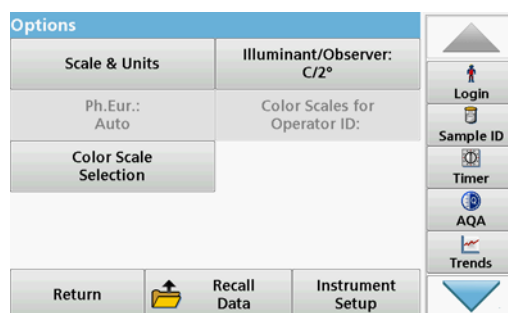 Options
Scale & Units
Illuminant/Observer:
C/2°
Ph.Eur.:
Auto
Color Scales for
Operator ID:
Color Scale
Selection
Return
Recall
Data
Instrument
Setup
Login
Sample ID
Timer
AQA
Trends